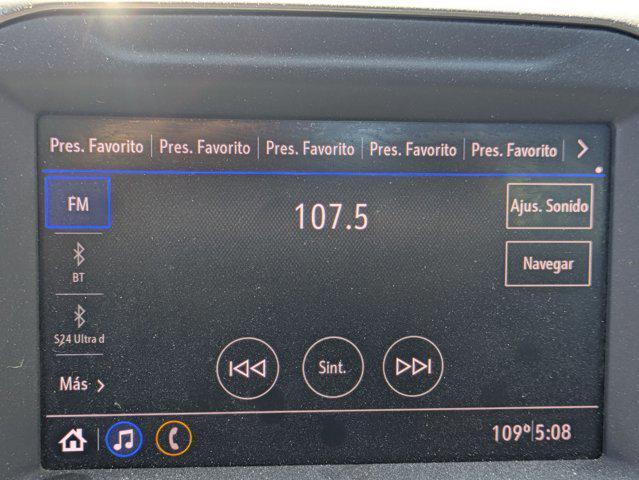 Pres. Favorito Pres. Favorito Pres. Favorito Pres. Favorito Pres. Favorito
FM
107.5
Ajus. Sonido
BT
Navegar
S24 Ultra d
Sint.
Más
109° 5:08